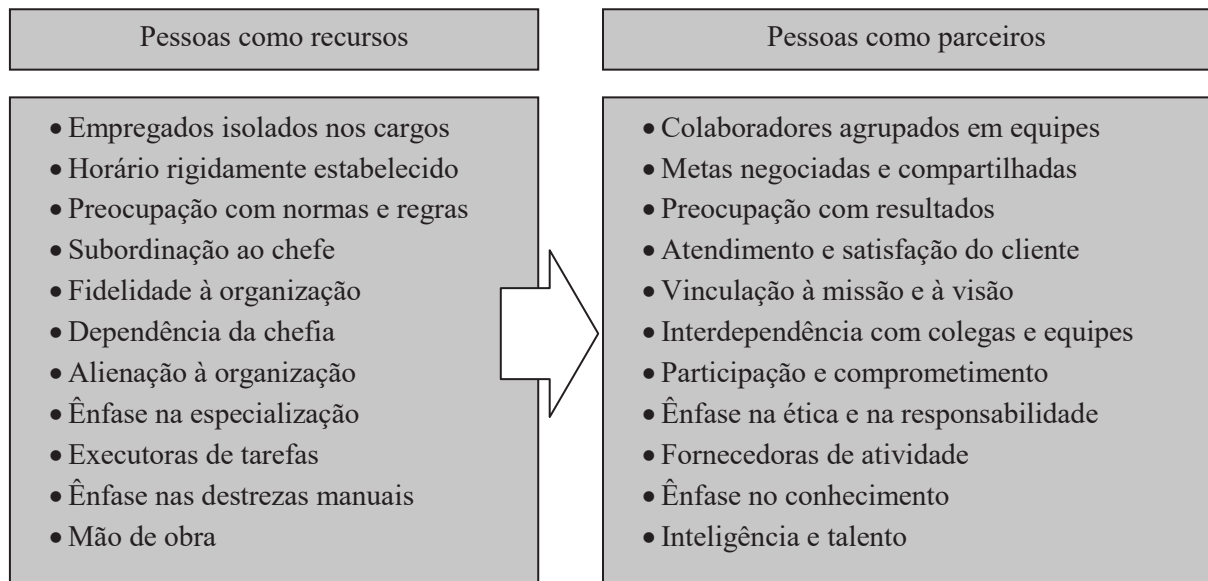 Pessoas como recursos
• Empregados isolados nos cargos
• Horário rigidamente estabelecido
• Preocupação com normas e regras
• Subordinação ao chefe
• Fidelidade à organização
• Dependência da chefia
• Alienação à organização
• Ênfase na especialização
• Executoras de tarefas
• Ênfase nas destrezas manuais
• Mão de obra
Pessoas como parceiros
• Colaboradores agrupados em equipes
• Metas negociadas e compartilhadas
• Preocupação com resultados
• Atendimento e satisfação do cliente
• Vinculação à missão e à visão
• Interdependência com colegas e equipes
• Participação e comprometimento
• Ênfase na ética e na responsabilidade
• Fornecedoras de atividade
• Ênfase no conhecimento
• Inteligência e talento